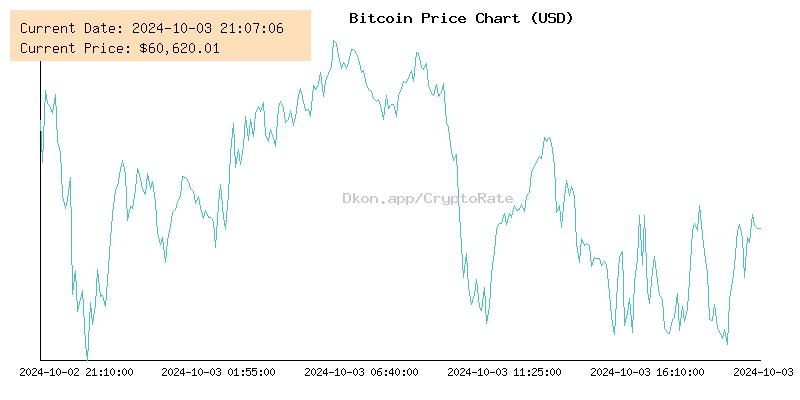 Bitcoin Price Chart (USD)
Current Date: 2024-10-03 21:07:06
Current Price: $60,620.01
Dkon.app/CryptoRate
2024-10-02 21:10:00 2024-10-03 01:55:00 2024-10-03 06:40:00 2024-10-03 11:25:00 2024-10-03 16:10:00 2024-10-03